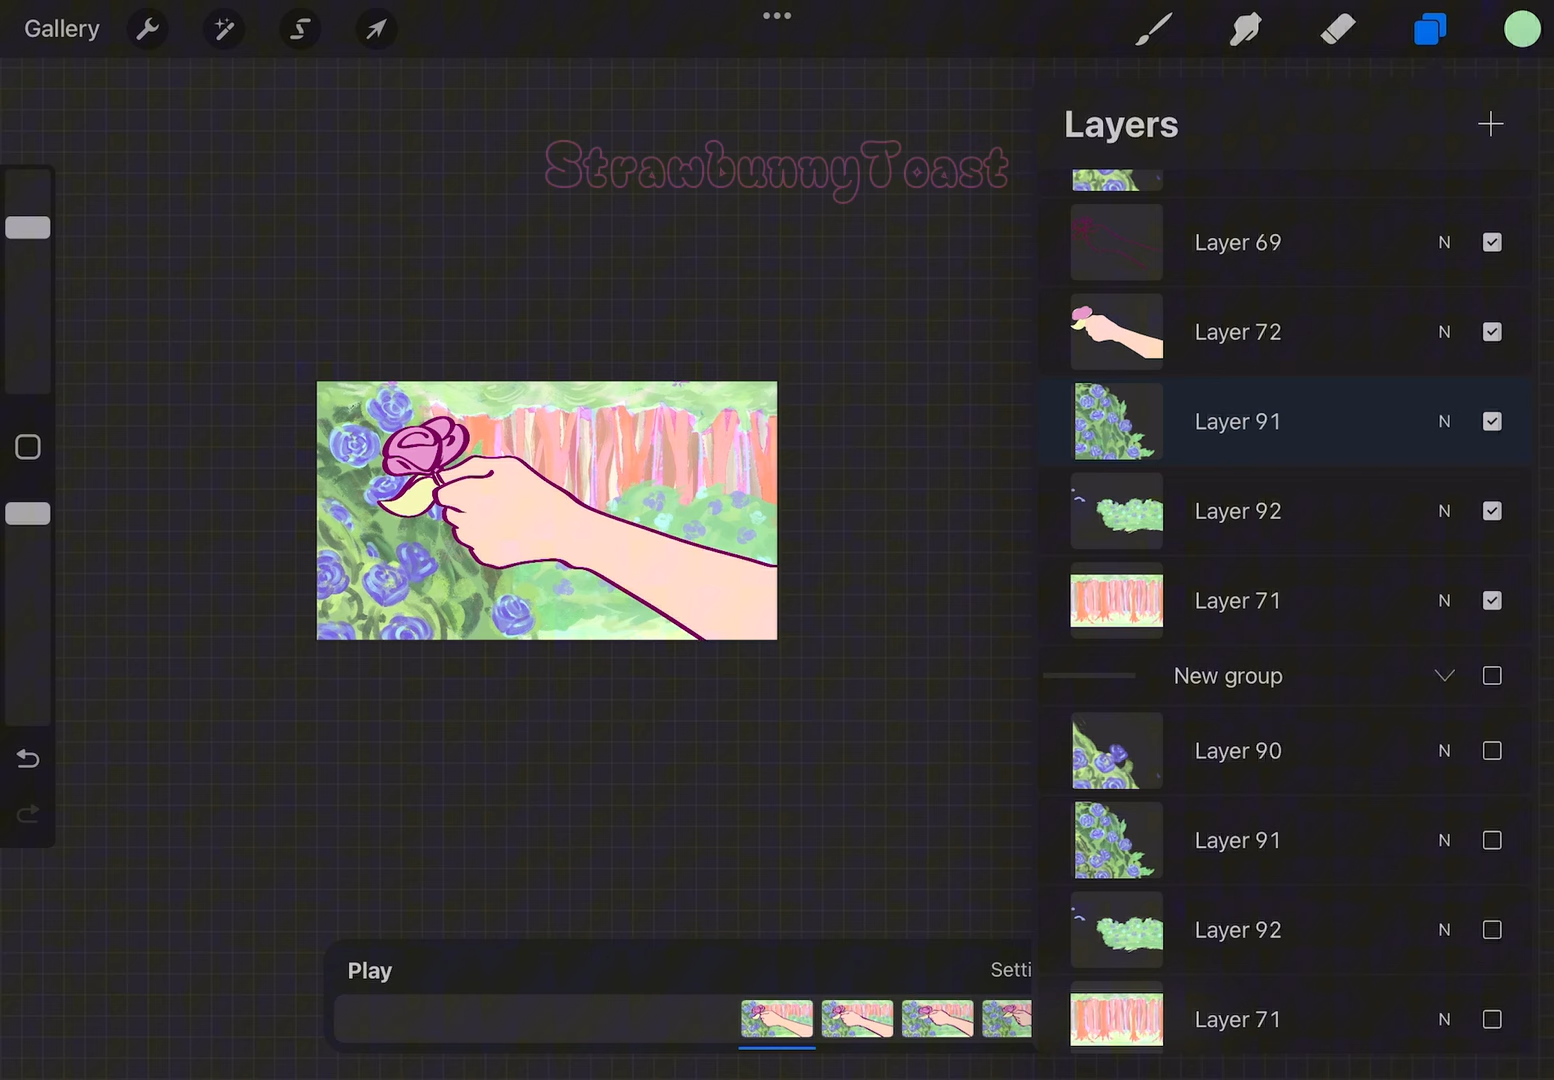 Gallery
StrawbunnyToast
Layers
Layer 69 N
Layer 72 N
Layer 91 N
Layer 92 N
Layer 71 N
New group
Layer 90 N
Layer 91 N
Layer 92 N
Layer 71 N
Play Setti